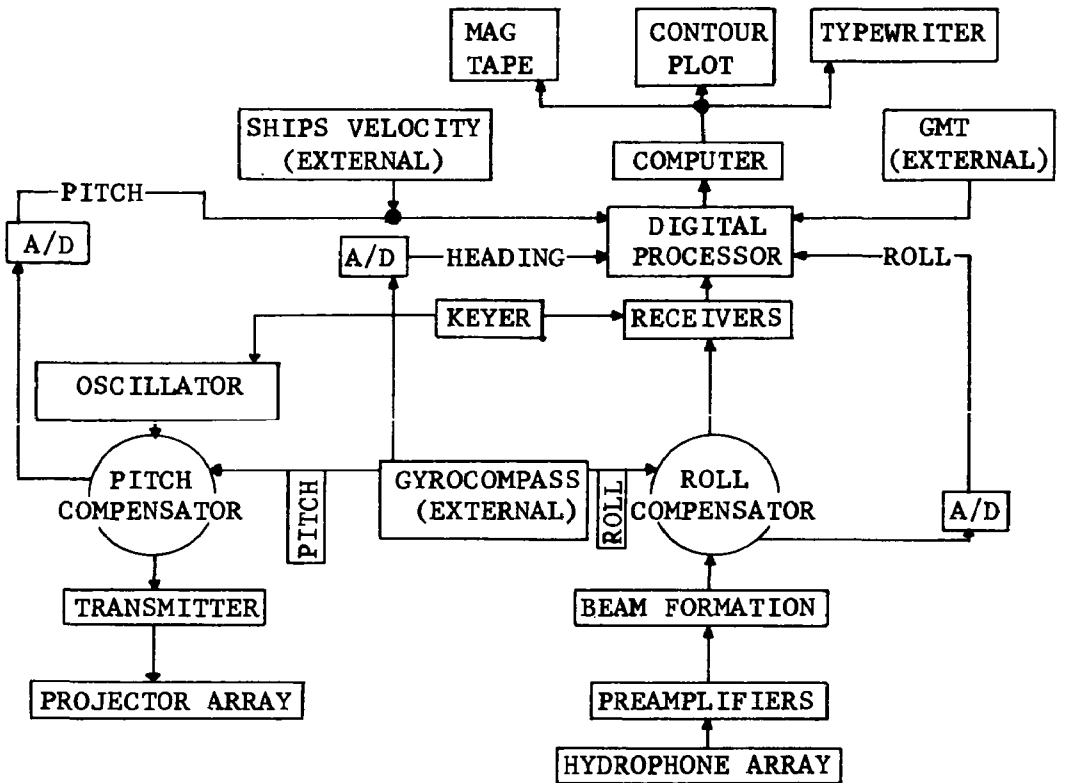 MAG
TAPE
CONTOUR
PLOT
TYPEWRITER
SHIPS VELOCITY
(EXTERNAL)
GMT
(EXTERNAL)
COMPUTER
PITCH
A/D
DIGITAL
PROCESSOR
A/D
HEADING
ROLL
KEYER
RECEIVERS
OSCILLATOR
PITCH
COMPENSATOR
PITCH
GYROCOMPASS
(EXTERNAL)
ROLL
ROLL
COMPENSATOR
A/D
TRANSMITTER
BEAM FORMATION
PROJECTOR ARRAY
PREAMPLIFIERS
HYDROPHONE ARRAY